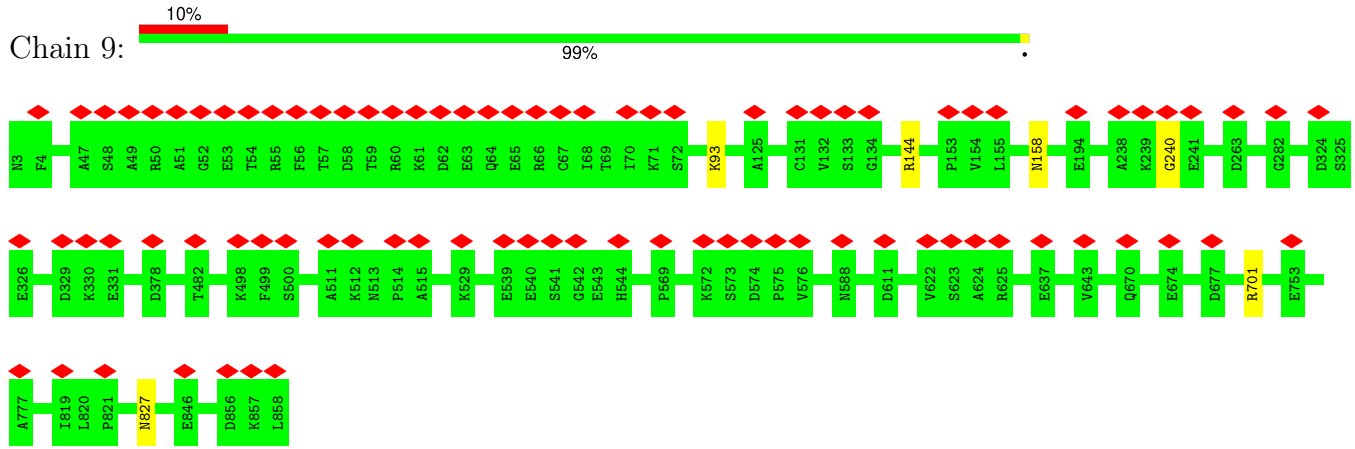 10%
Chain 9:
99%
•
N3 F4 A47 S48 A49 R50 A51 G52 E53 T54 R55 F56 T57 D58 T59 R60 K61 D62 E63 Q64 E65 R66 C67 I68 T69 I70 K71 S72 K93 A125 C131 V132 S133 G134 R144 P153 V154 L155 N158 E194 A238 K239 G240 E241 D263 G282 D324 S325
E326 D329 K330 E331 D378 T482 K498 F499 S500 A511 K512 N513 P514 A515 K529 E539 E540 S541 G542 E543 H544 P569 K572 S573 D574 P575 V576 N588 D611 V622 S623 A624 R625 E637 V643 Q670 E674 D677 R701 E753
A777 I819 L820 P821 N827 E846 D856 K857 L858